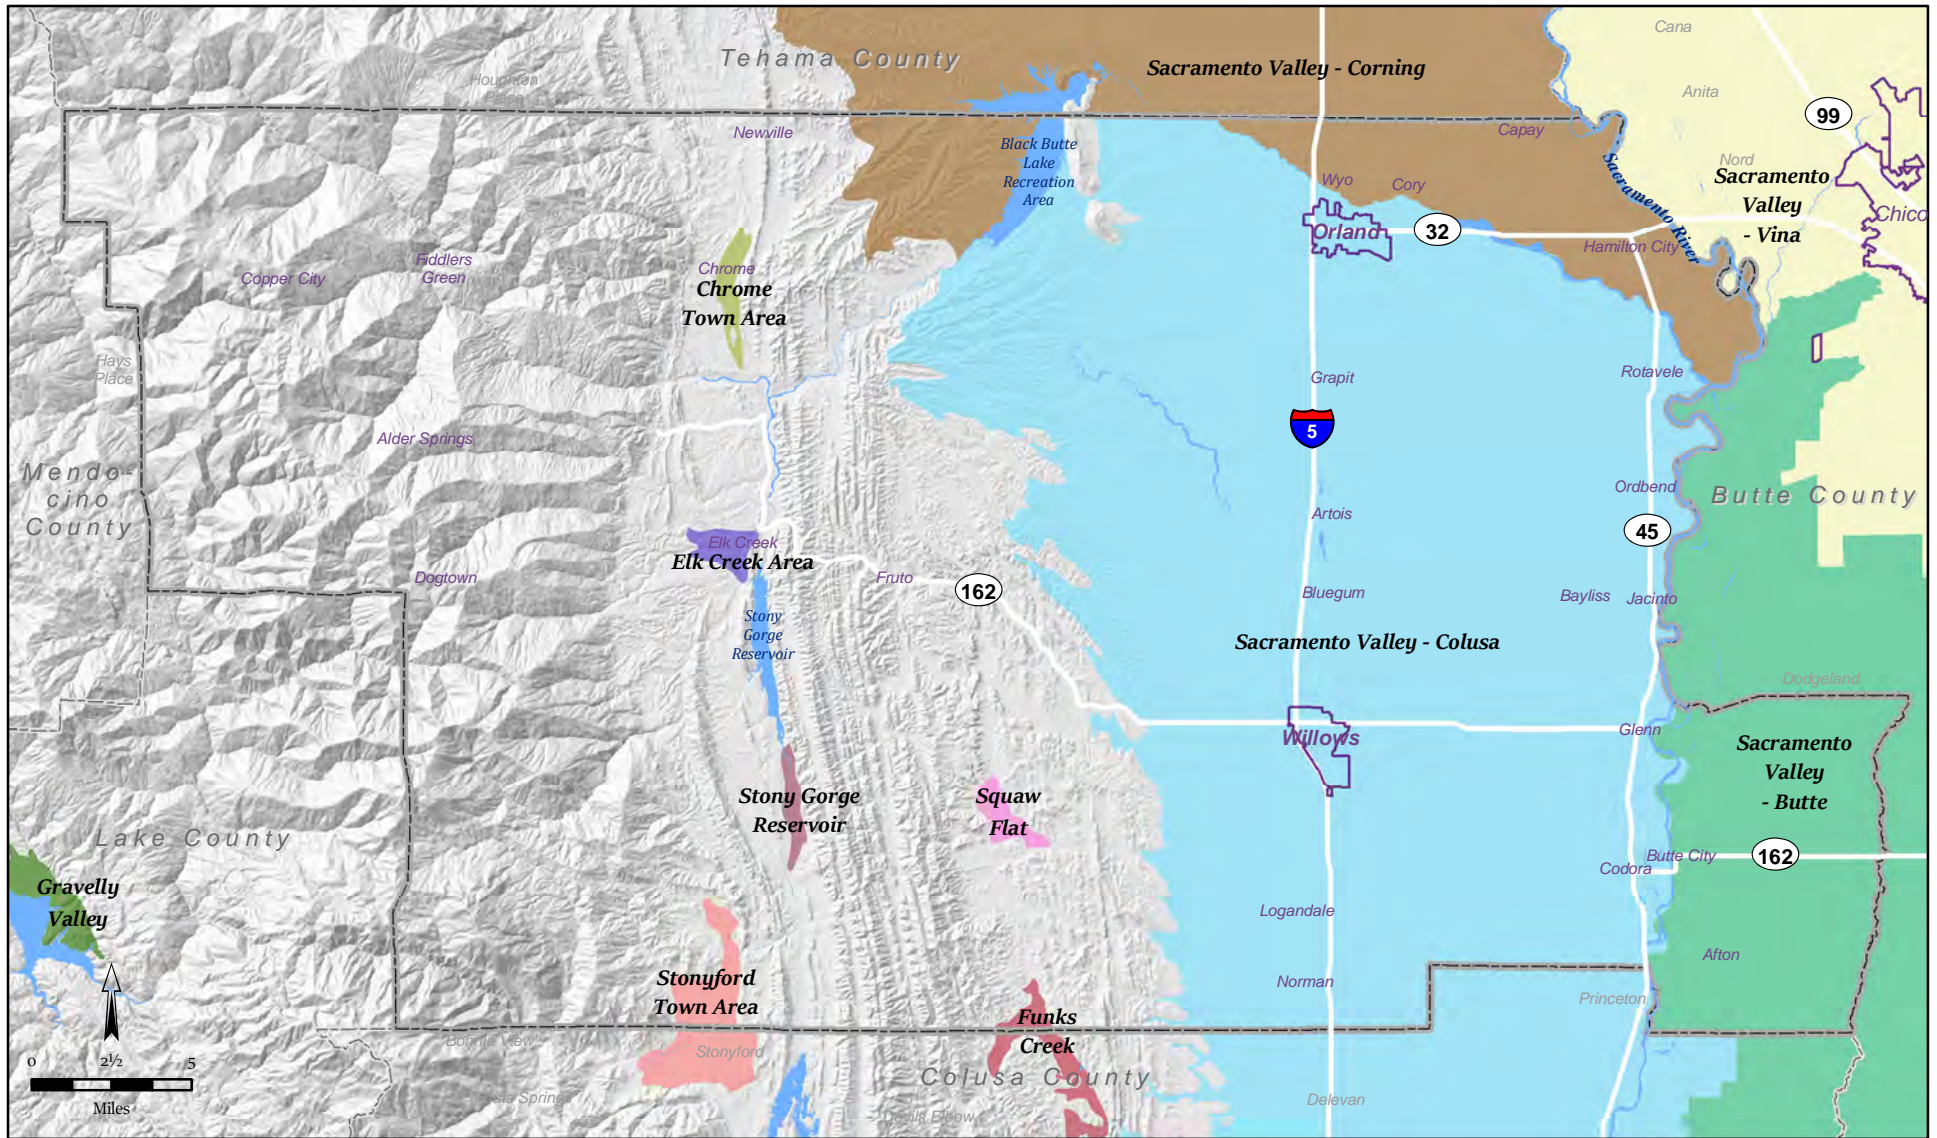 Cana
Tehama County
Sacramento Valley - Corning
Houghton
Place
Anita
99
Newville
Capay
Black Butte
Lake
Recreation
Area
Nord
Sacramento River
Sacramento
Valley
- Vina
Wyo
Cory
Chico
Orland
32
Hamilton City
Fiddlers
Green
Copper City
Chrome
Chrome
Town Area
Hays
Place
Grapit
Rotavele
5
Alder Springs
Mendo-
cino
County
Ordbend
Butte County
Artois
45
Elk Creek
Elk Creek Area
Dogtown
Fruto
162
Bluegum
Bayliss
Jacinto
Stony
Gorge
Reservoir
Sacramento Valley - Colusa
Dodgeland
Glenn
Willows
Sacramento
Valley
- Butte
Stony Gorge
Reservoir
Squaw
Flat
Lake County
Butte City
162
Codora
Gravelly
Valley
Logandale
Afton
Stonyford
Town Area
Norman
Princeton
Funks
Creek
Bonnie View
Stonyford
0
2½
5
Miles
Colusa County
Delevan
Fouts Springs
Devils Elbow